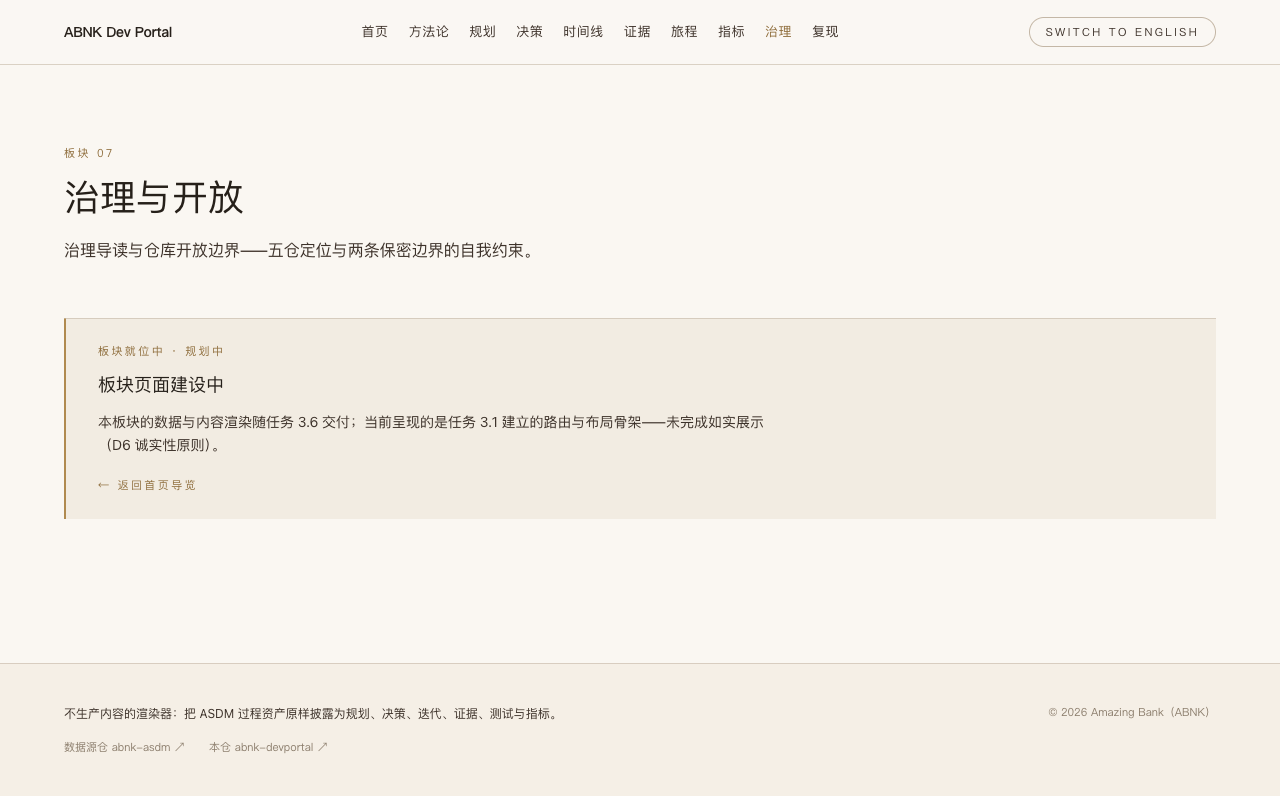 ABNK Dev Portal
首页 方法论 规划 决策 时间线 证据 旅程 指标 治理 复现
SWITCH TO ENGLISH
板块 07
治理与开放
治理导读与仓库开放边界——五仓定位与两条保密边界的自我约束。
板块就位中 · 规划中
板块页面建设中
本板块的数据与内容渲染随任务 3.6 交付；当前呈现的是任务 3.1 建立的路由与布局骨架——未完成如实展示
（D6 诚实性原则）。
← 返回首页导览
不生产内容的渲染器：把 ASDM 过程资产原样披露为规划、决策、迭代、证据、测试与指标。
© 2026 Amazing Bank（ABNK）
数据源仓 abnk-asdm ↗ 本仓 abnk-devportal ↗